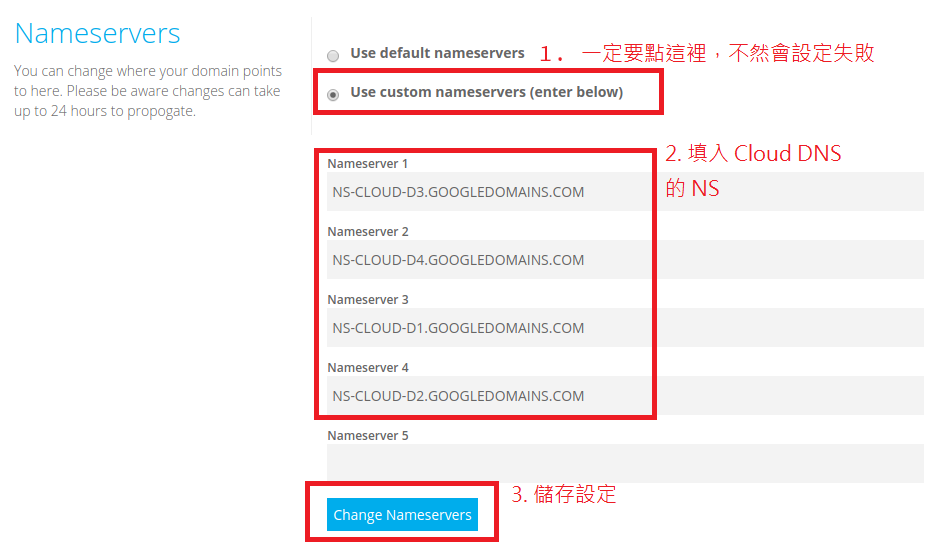 Nameservers
You can change where your domain points
to here. Please be aware changes can take
up to 24 hours to propogate.
Use default nameservers
1. 一定要點這裡，不然會設定失敗
Use custom nameservers (enter below)
2. 填入 Cloud DNS
的 NS
Nameserver 1
NS-CLOUD-D3.GOOGLEDOMAINS.COM
Nameserver 2
NS-CLOUD-D4.GOOGLEDOMAINS.COM
Nameserver 3
NS-CLOUD-D1.GOOGLEDOMAINS.COM
Nameserver 4
NS-CLOUD-D2.GOOGLEDOMAINS.COM
Nameserver 5
3. 儲存設定
Change Nameservers